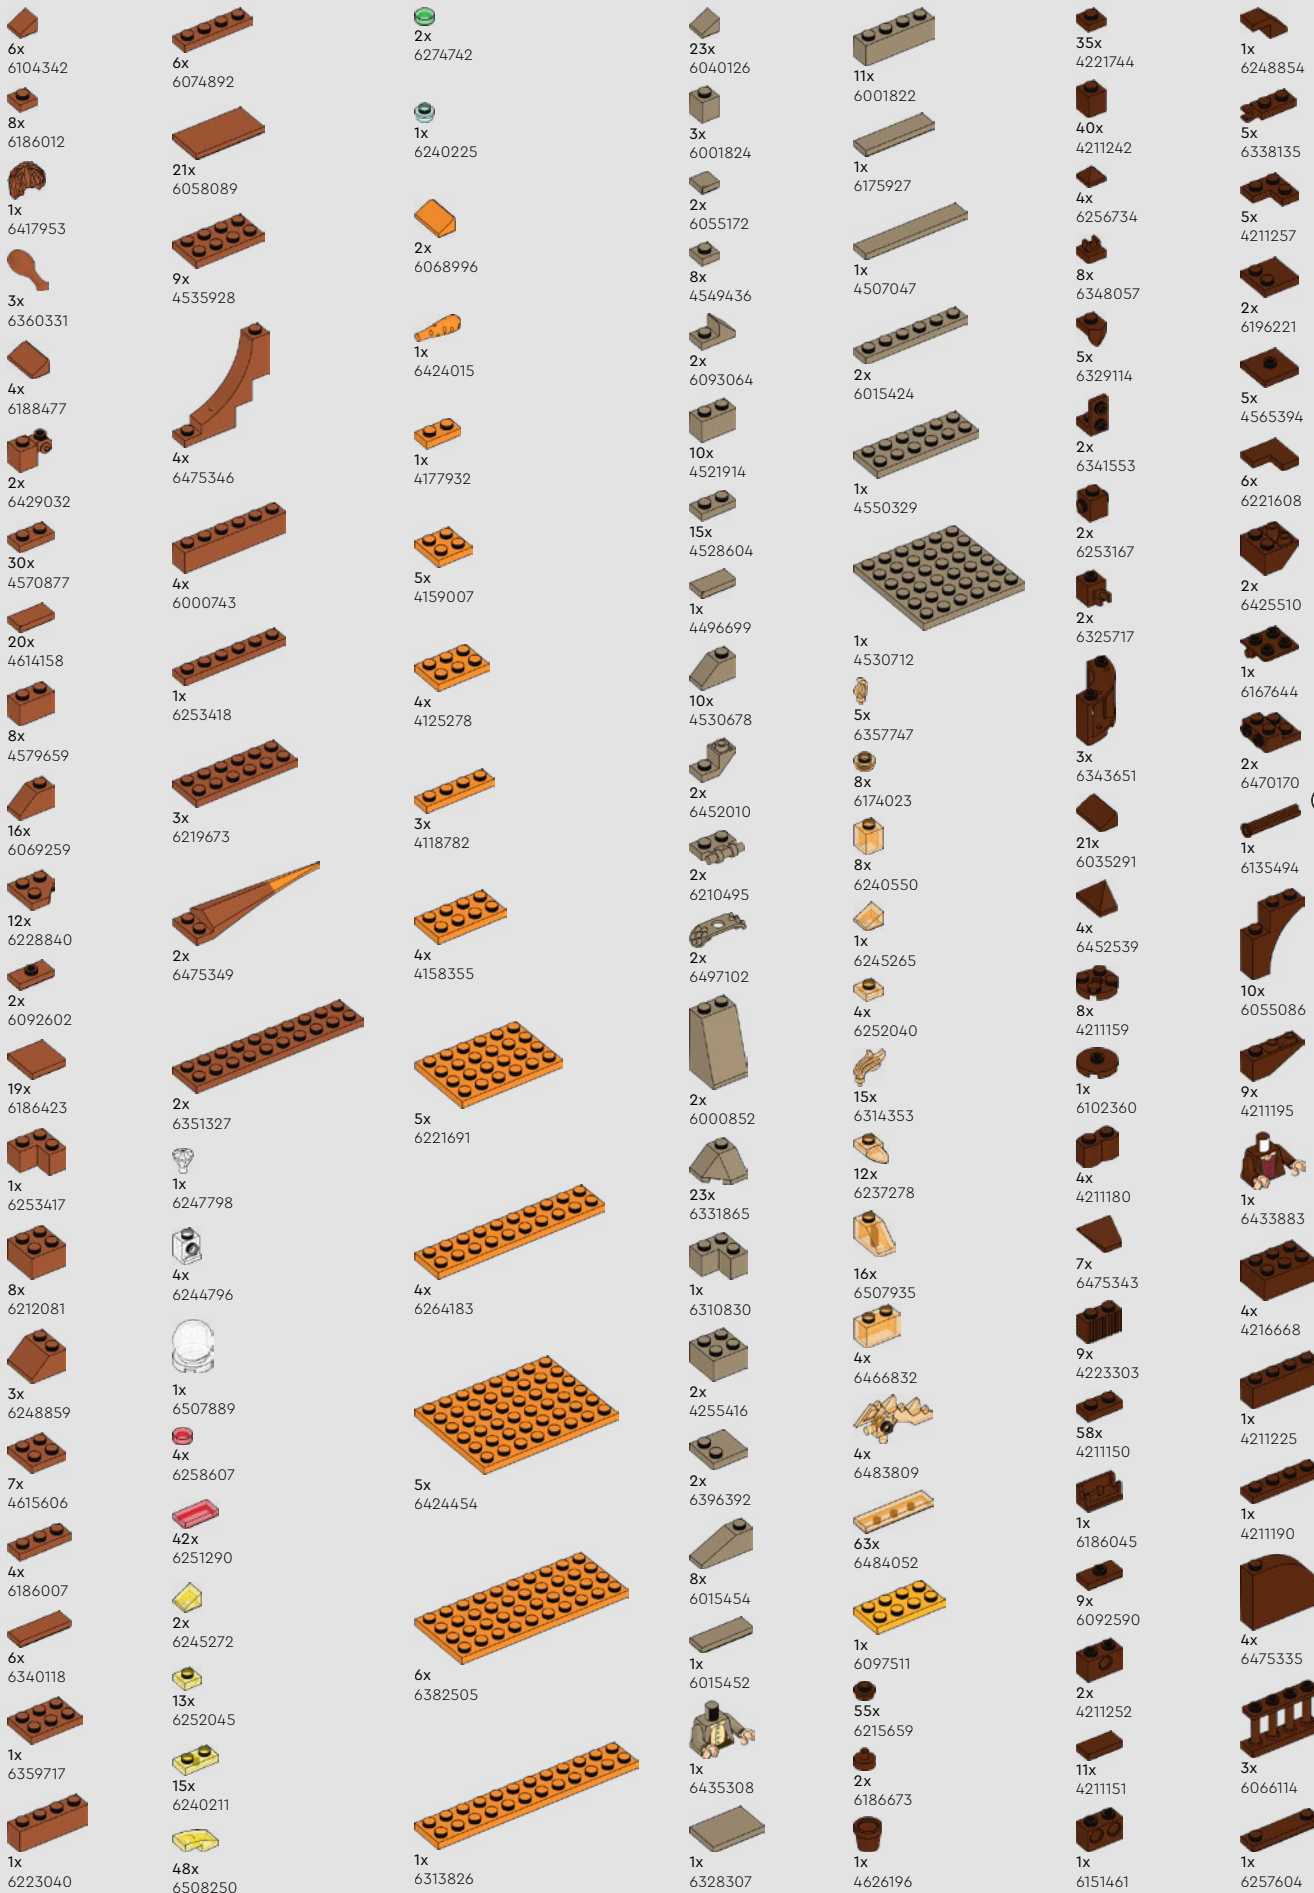 6x
6104342
8x
6186012
1x
6417953
3x
6360331
4x
6188477
2x
6429032
30x
4570877
20x
4614158
8x
4579659
16x
6069259
12x
6228840
2x
6092602
19x
6186423
1x
6253417
8x
6212081
3x
6248859
7x
4615606
4x
6186007
6x
6340118
1x
6359717
1x
6223040
6x
6074892
21x
6058089
9x
4535928
4x
6475346
4x
6000743
1x
6253418
3x
6219673
2x
6475349
2x
6351327
1x
6247798
4x
6244796
1x
6507889
4x
6258607
42x
6251290
2x
6245272
13x
6252045
15x
6240211
48x
6508250
2x
6274742
1x
6240225
2x
6068996
1x
6424015
1x
4177932
5x
4159007
4x
4125278
3x
4118782
4x
4158355
5x
6221691
4x
6264183
5x
6424454
6x
6382505
1x
6313826
23x
6040126
3x
6001824
2x
6055172
8x
4549436
2x
6093064
10x
4521914
15x
4528604
1x
4496699
10x
4530678
2x
6452010
2x
6210495
2x
6497102
2x
6000852
23x
6331865
1x
6310830
2x
4255416
2x
6396392
8x
6015454
1x
6015452
1x
6435308
1x
6328307
11x
6001822
1x
6175927
1x
4507047
2x
6015424
1x
4550329
1x
4530712
5x
6357747
8x
6174023
8x
6240550
1x
6245265
4x
6252040
15x
6314353
12x
6237278
16x
6507935
4x
6466832
4x
6483809
63x
6484052
1x
6097511
55x
6215659
2x
6186673
1x
4626196
35x
4221744
40x
4211242
4x
6256734
8x
6348057
5x
6329114
2x
6341553
2x
6253167
2x
6325717
3x
6343651
21x
6035291
4x
6452539
8x
4211159
1x
6102360
4x
4211180
7x
6475343
9x
4223303
58x
4211150
1x
6186045
9x
6092590
2x
4211252
11x
4211151
1x
6151461
1x
6248854
5x
6338135
5x
4211257
2x
6196221
5x
4565394
6x
6221608
2x
6425510
1x
6167644
2x
6470170
1x
6135494
10x
6055086
9x
4211195
1x
6433883
4x
4216668
1x
4211225
1x
4211190
4x
6475335
3x
6066114
1x
6257604